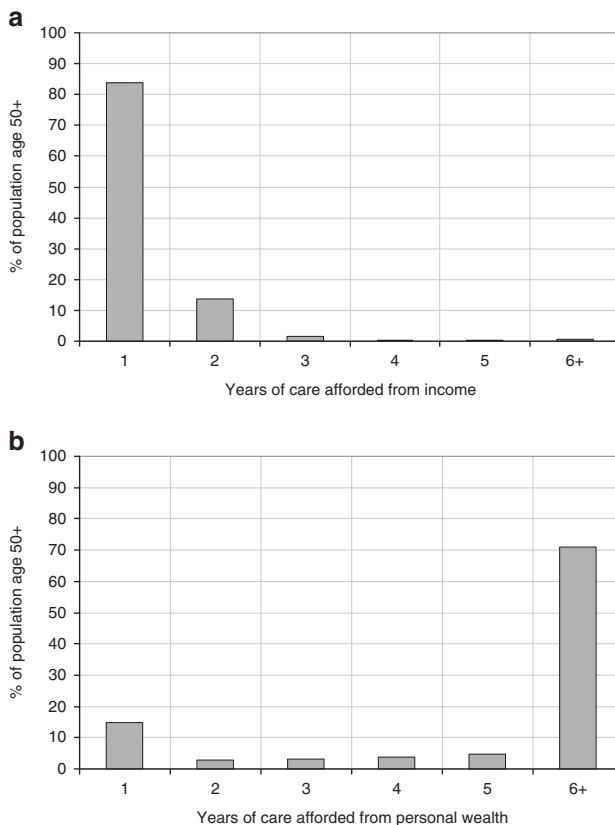 a
100
90
80
70
60
50
40
30
20
10
0
% of population age 50+
1 2 3 4 5 6+
Years of care afforded from income
b
100
90
80
70
60
50
40
30
20
10
0
% of population age 50+
1 2 3 4 5 6+
Years of care afforded from personal wealth